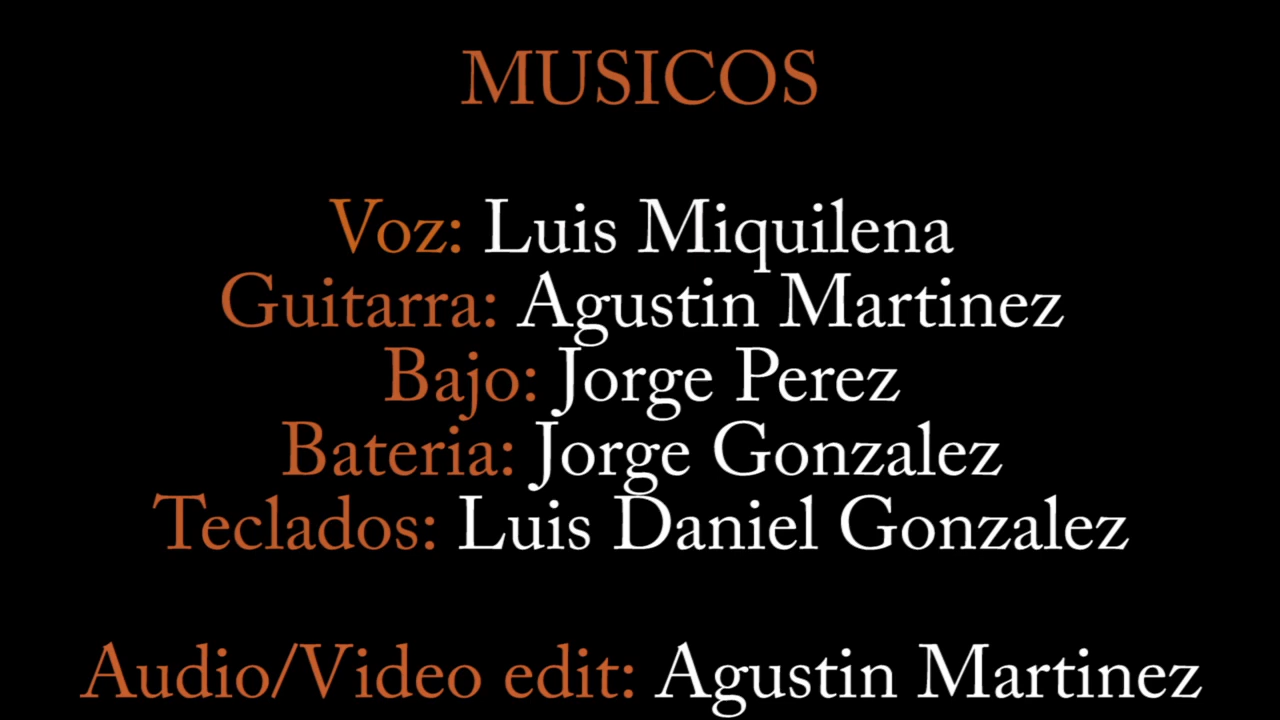 MUSICOS
Voz: Luis Miquilena
Guitarra: Agustin Martinez
Bajo: Jorge Perez
Bateria: Jorge Gonzalez
Teclados: Luis Daniel Gonzalez
Audio/Video edit: Agustin Martinez